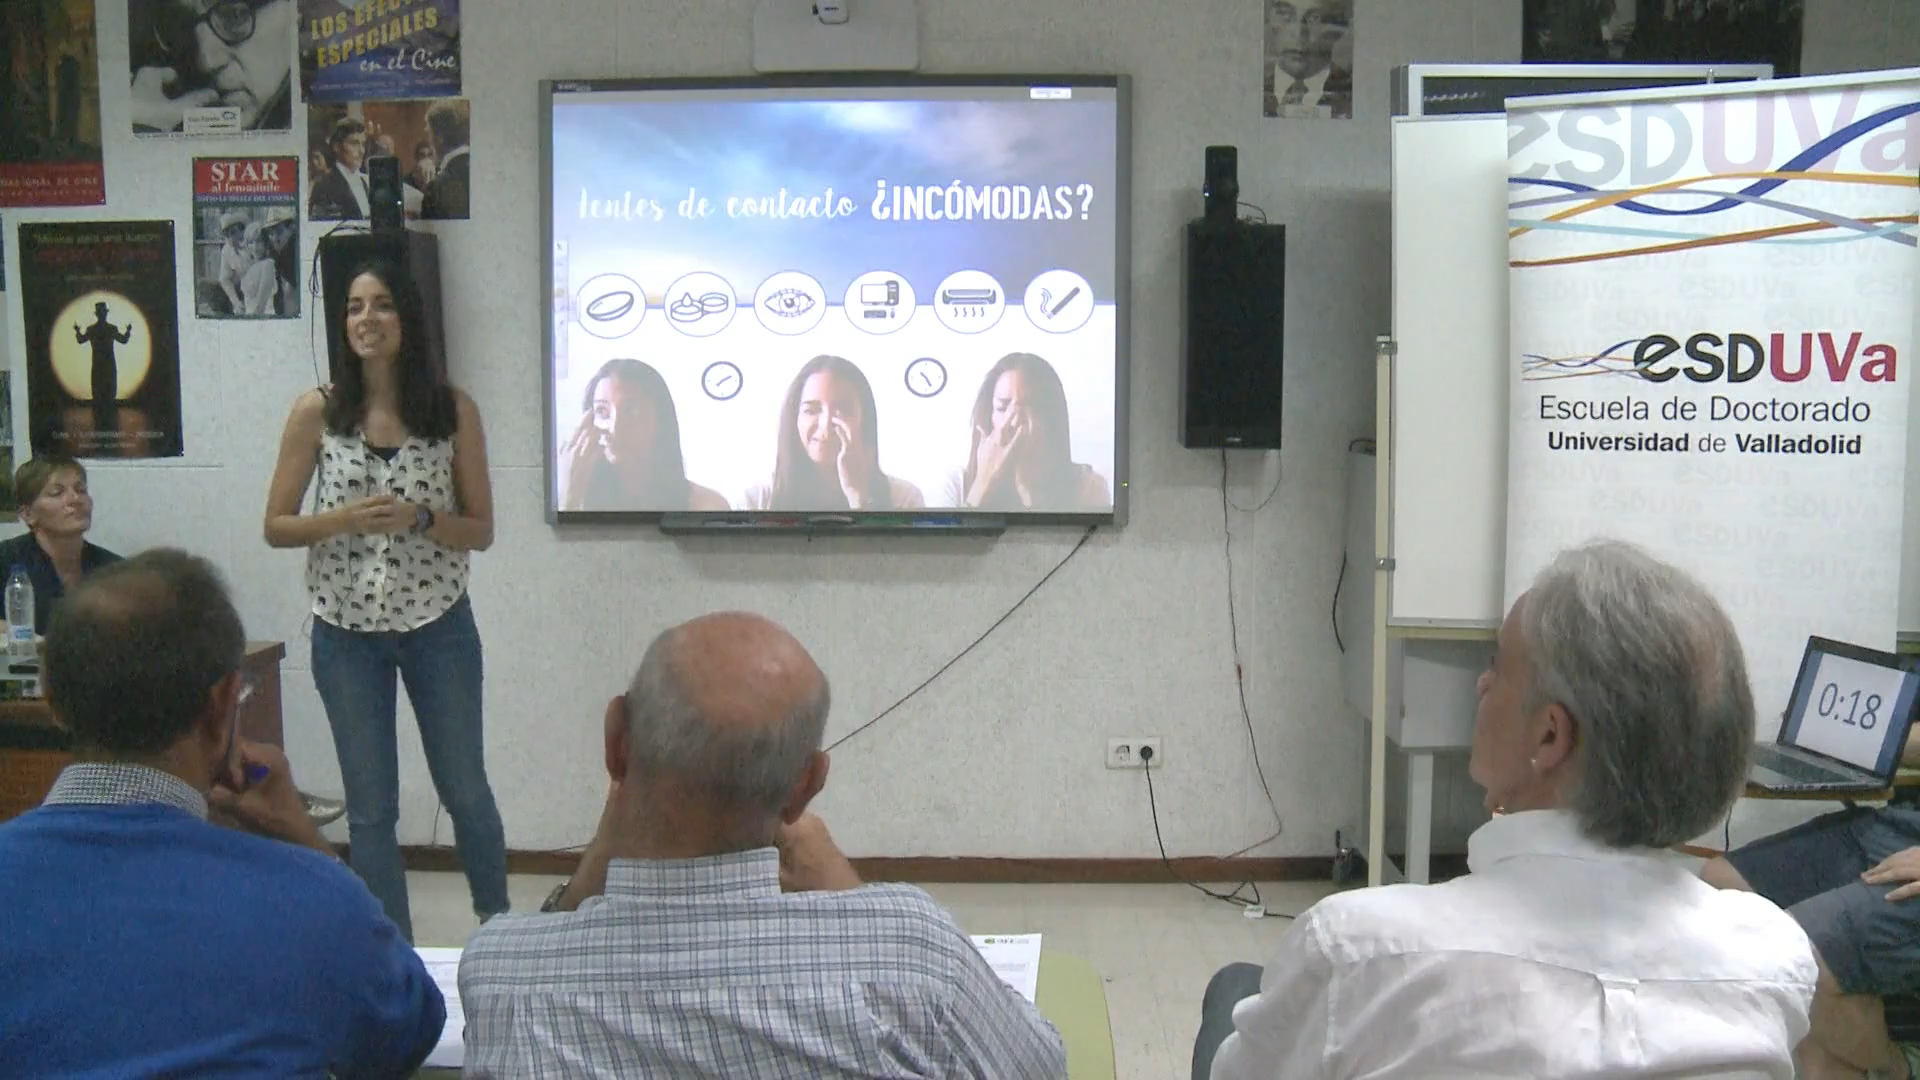 LOS EFECTOS
ESPECIALES
en el Cine
STAR
al femminile
lentes de contacto ¿INCÓMODAS?
esDUVa
esDUVa
Escuela de Doctorado
Universidad de Valladolid
0:18